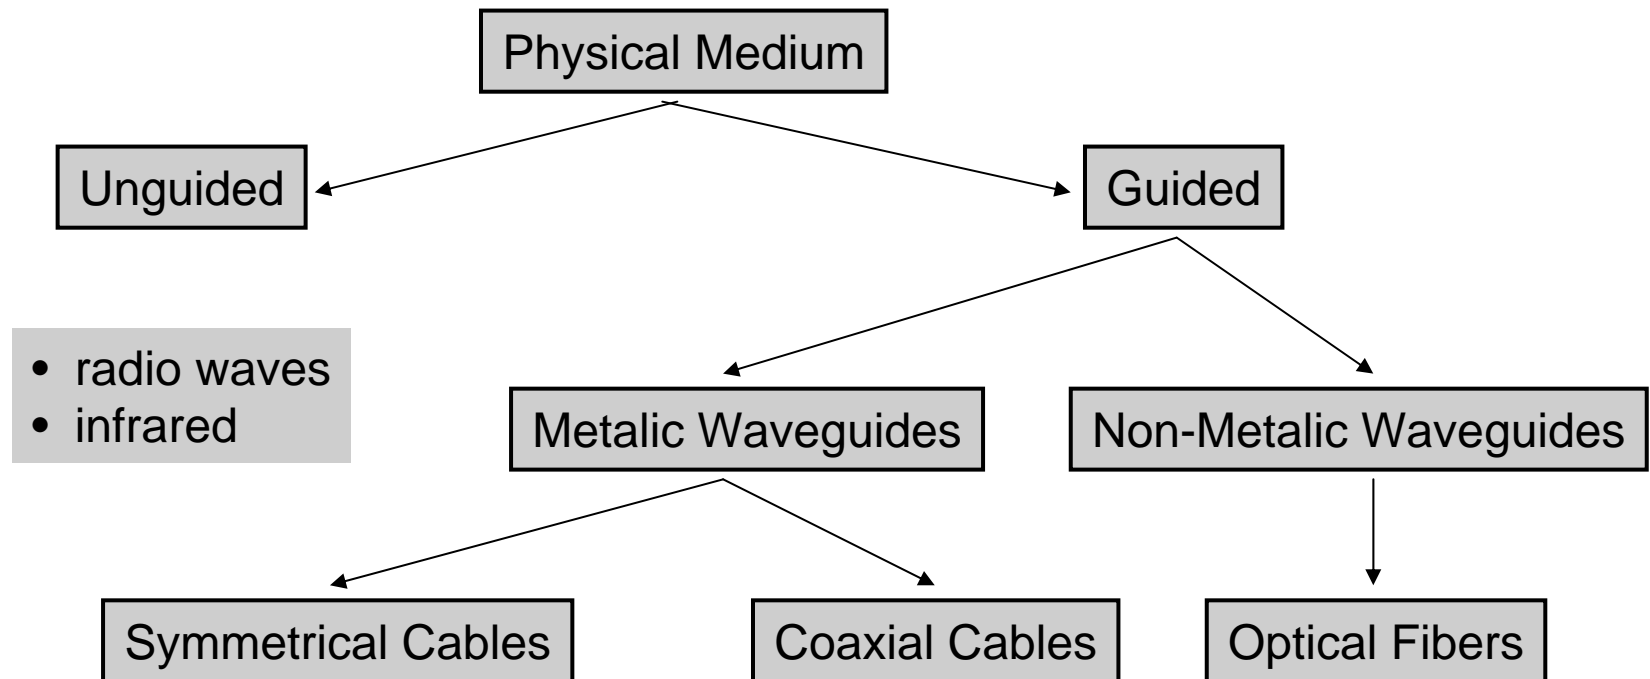 Physical Medium
Unguided
Guided
• radio waves
• infrared
Metalic Waveguides
Non-Metalic Waveguides
Symmetrical Cables
Coaxial Cables
Optical Fibers